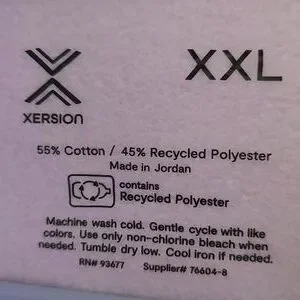 XXL
XERSION
55% Cotton / 45% Recycled Polyester
Made in Jordan
contains
Recycled Polyester
Machine wash cold. Gentle cycle with like
colors. Use only non-chlorine bleach when
needed. Tumble dry low. Cool iron if needed.
RN# 93677 Supplier# 76604-8